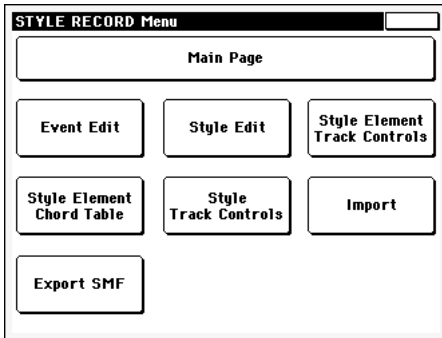 STYLE RECORD Menu
Main Page
Event Edit
Style Edit
Style Element
Track Controls
Style Element
Chord Table
Style
Track Controls
Import
Export SMF